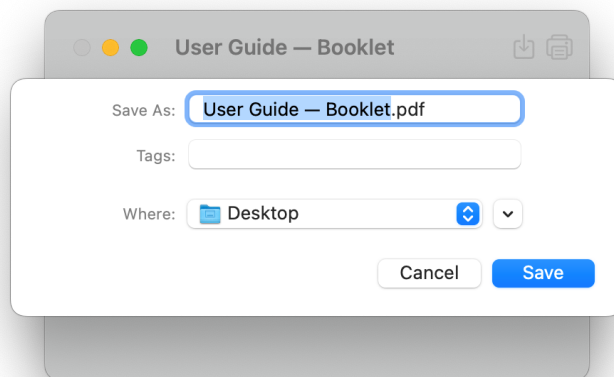 User Guide — Booklet
Save As: User Guide — Booklet.pdf
Tags:
Where: Desktop
Cancel Save